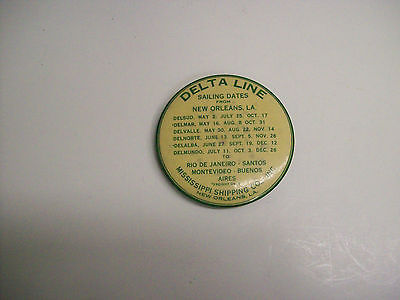 DELTA LINE
SAILING DATES
FROM
NEW ORLEANS, LA.
DELSUD, MAY 2, JULY 25, OCT. 17
DELMAR, MAY 16, AUG. 8, OCT. 31
DELVALLE, MAY 30, AUG. 22, NOV. 14
DELNORTE, JUNE 13, SEPT. 5, NOV. 28
DELALBA, JUNE 27, SEPT. 19, DEC. 12
DELMUNDO, JULY 11, OCT. 3, DEC. 26
TO
RIO DE JANEIRO - SANTOS
MONTEVIDEO - BUENOS
AIRES
MISSISSIPPI SHIPPING CO., INC.
NEW ORLEANS, LA.